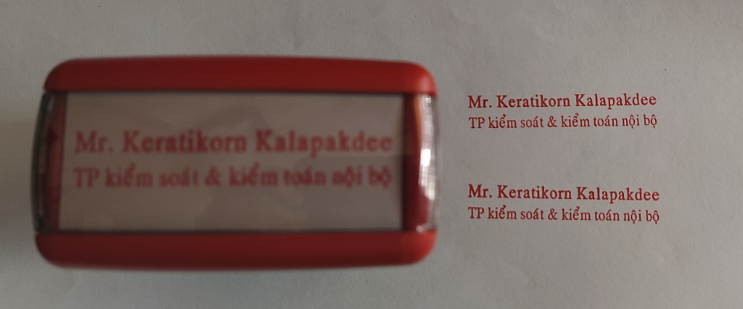 Mr. Keratikorn Kalapakdee
TP kiểm soát & kiểm toán nội bộ
Mr. Keratikorn Kalapakdee
TP kiểm soát & kiểm toán nội bộ
Mr. Keratikorn Kalapakdee
TP kiểm soát & kiểm toán nội bộ